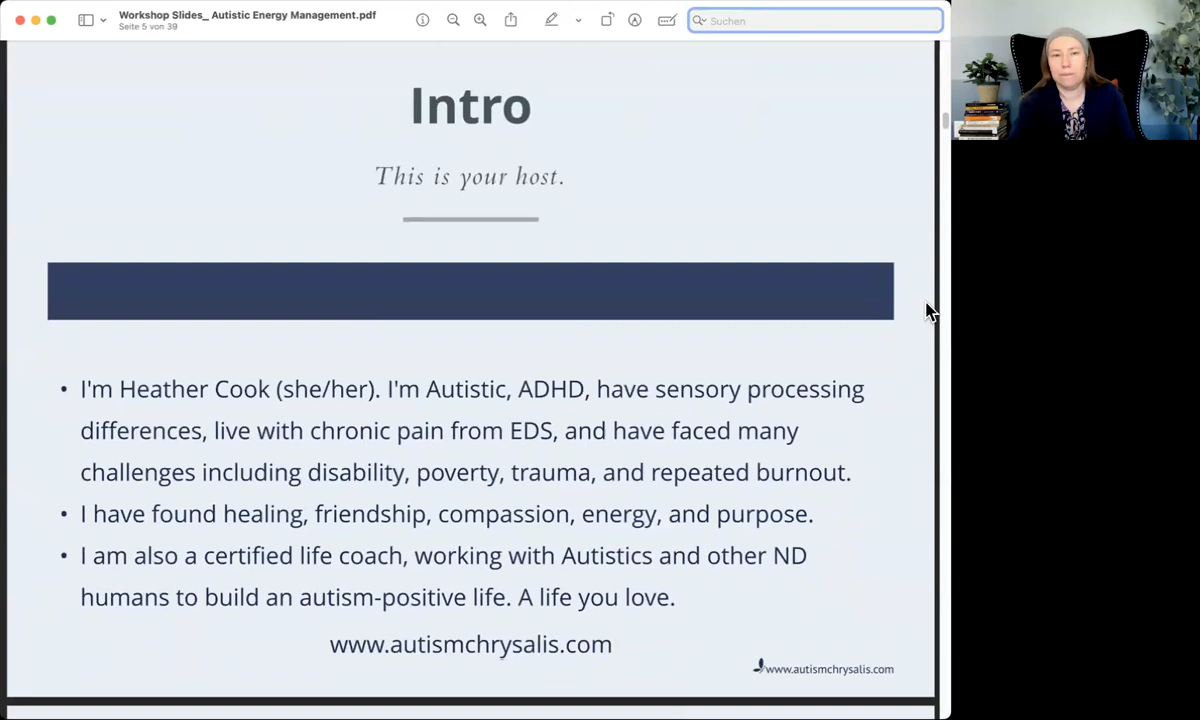 Workshop Slides_ Autistic Energy Management.pdf
Seite 5 von 39
Suchen
Intro
This is your host.
• I'm Heather Cook (she/her). I'm Autistic, ADHD, have sensory processing
differences, live with chronic pain from EDS, and have faced many
challenges including disability, poverty, trauma, and repeated burnout.
• I have found healing, friendship, compassion, energy, and purpose.
• I am also a certified life coach, working with Autistics and other ND
humans to build an autism-positive life. A life you love.
www.autismchrysalis.com
www.autismchrysalis.com